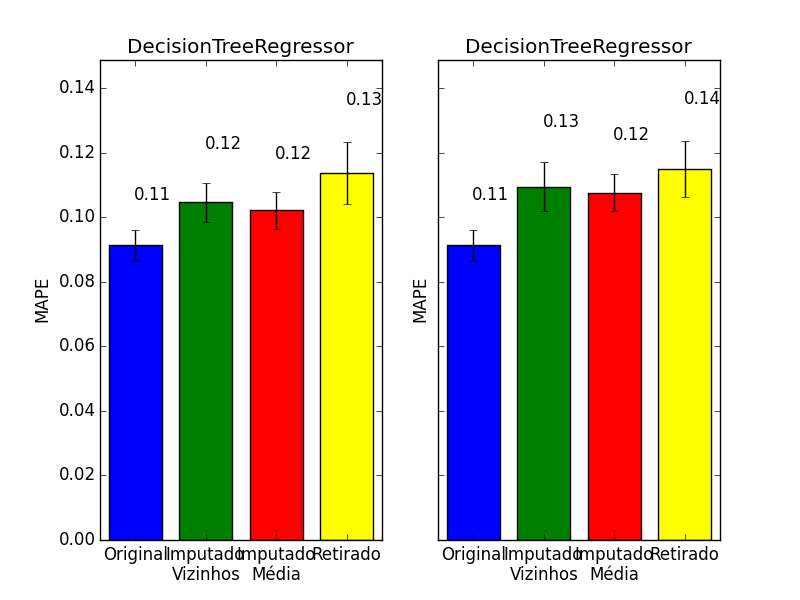 DecisionTreeRegressor
MAPE
0.14
0.12
0.10
0.08
0.06
0.04
0.02
0.00
0.11
0.12
0.12
0.13
Original
Imputado
Vizinhos
Imputado
Média
Retirado
DecisionTreeRegressor
MAPE
0.11
0.13
0.12
0.14
Original
Imputado
Vizinhos
Imputado
Média
Retirado